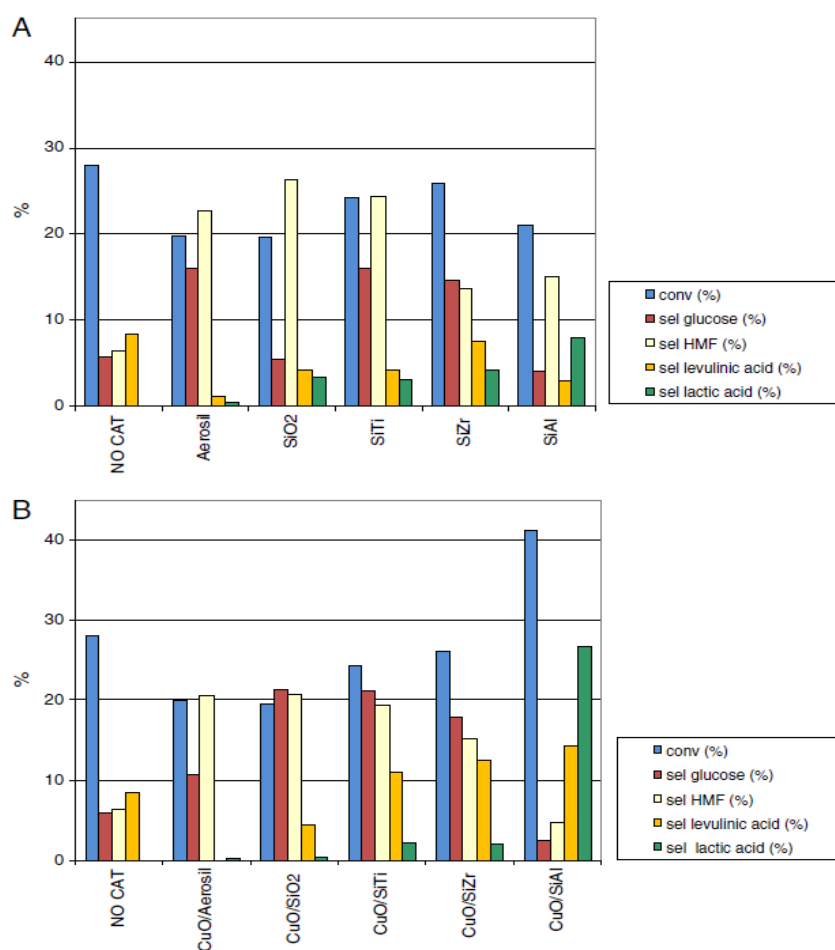 A
40
30
20
10
0
%
NO CAT
Aerosil
SiO2
SiTi
SiZr
SiAl
conv (%)
sel glucose (%)
sel HMF (%)
sel levulinic acid (%)
sel lactic acid (%)
B
40
30
20
10
0
%
NO CAT
CuO/Aerosil
CuO/SiO2
CuO/SiTi
CuO/SiZr
CuO/SiAl
conv (%)
sel glucose (%)
sel HMF (%)
sel levulinic acid (%)
sel lactic acid (%)